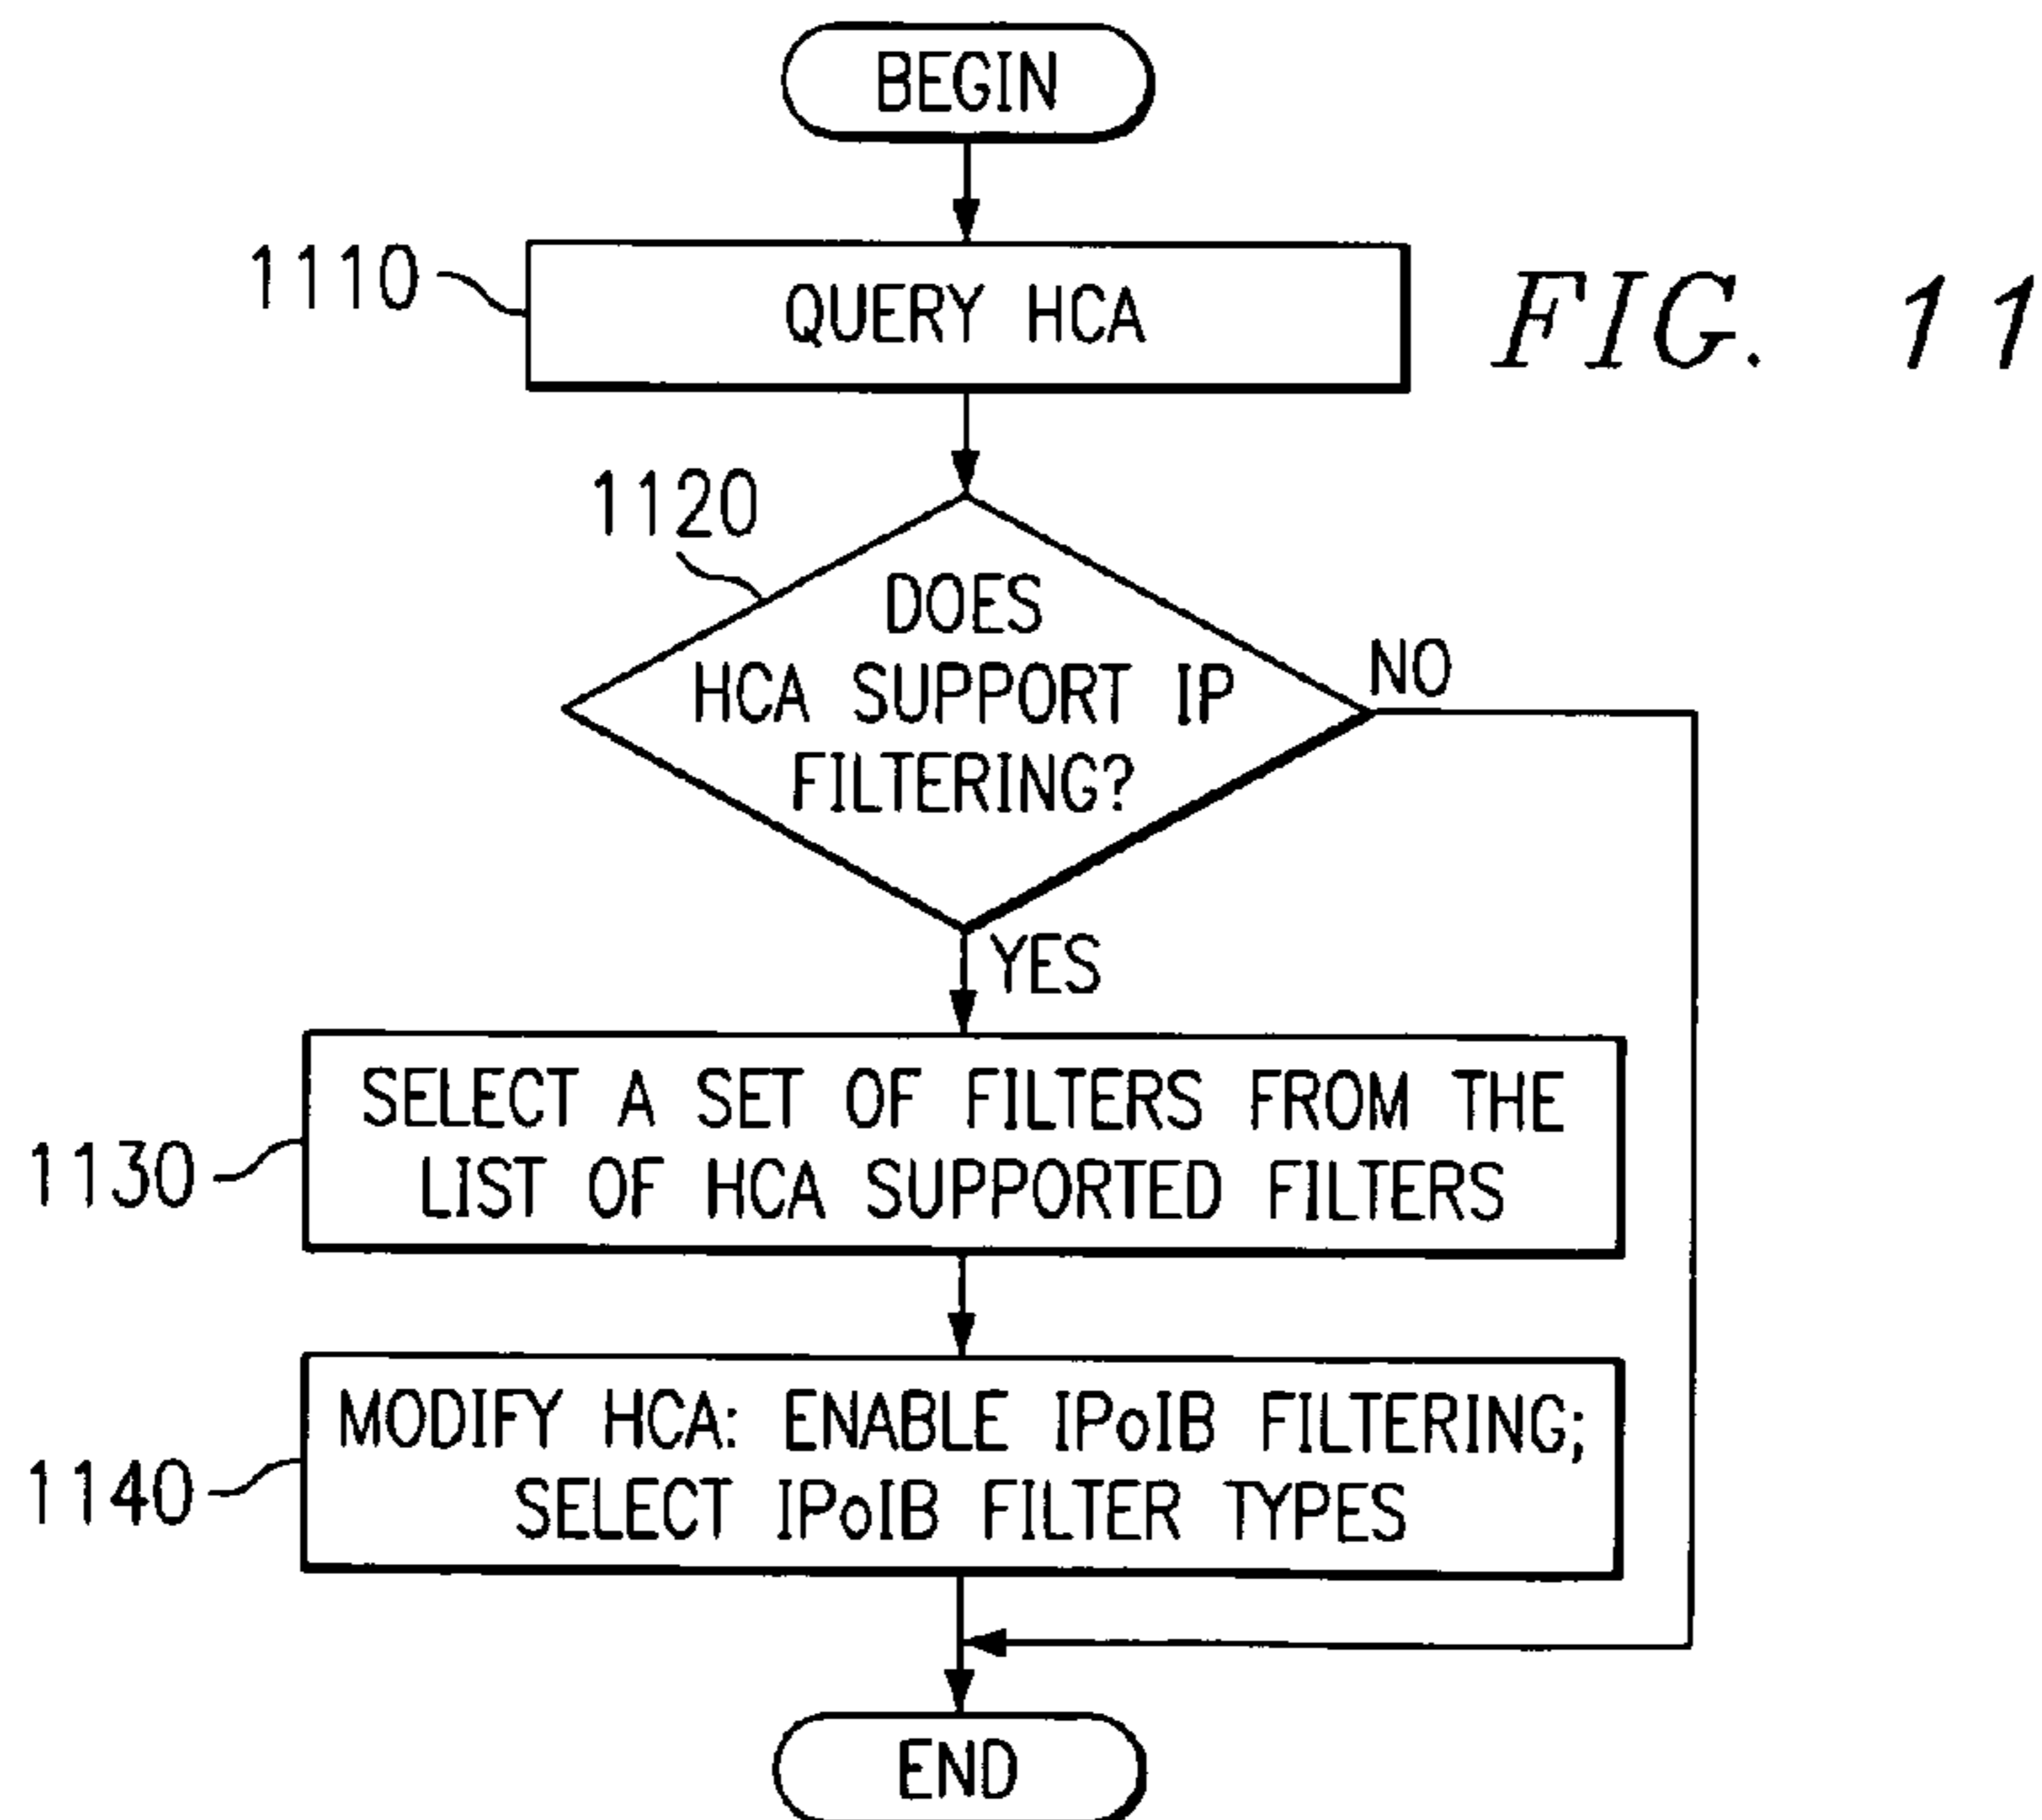 BEGIN
1110
QUERY HCA
FIG. 11
1120
DOES
HCA SUPPORT IP
FILTERING?
NO
YES
1130
SELECT A SET OF FILTERS FROM THE
LIST OF HCA SUPPORTED FILTERS
1140
MODIFY HCA: ENABLE IPoIB FILTERING;
SELECT IPoIB FILTER TYPES
END